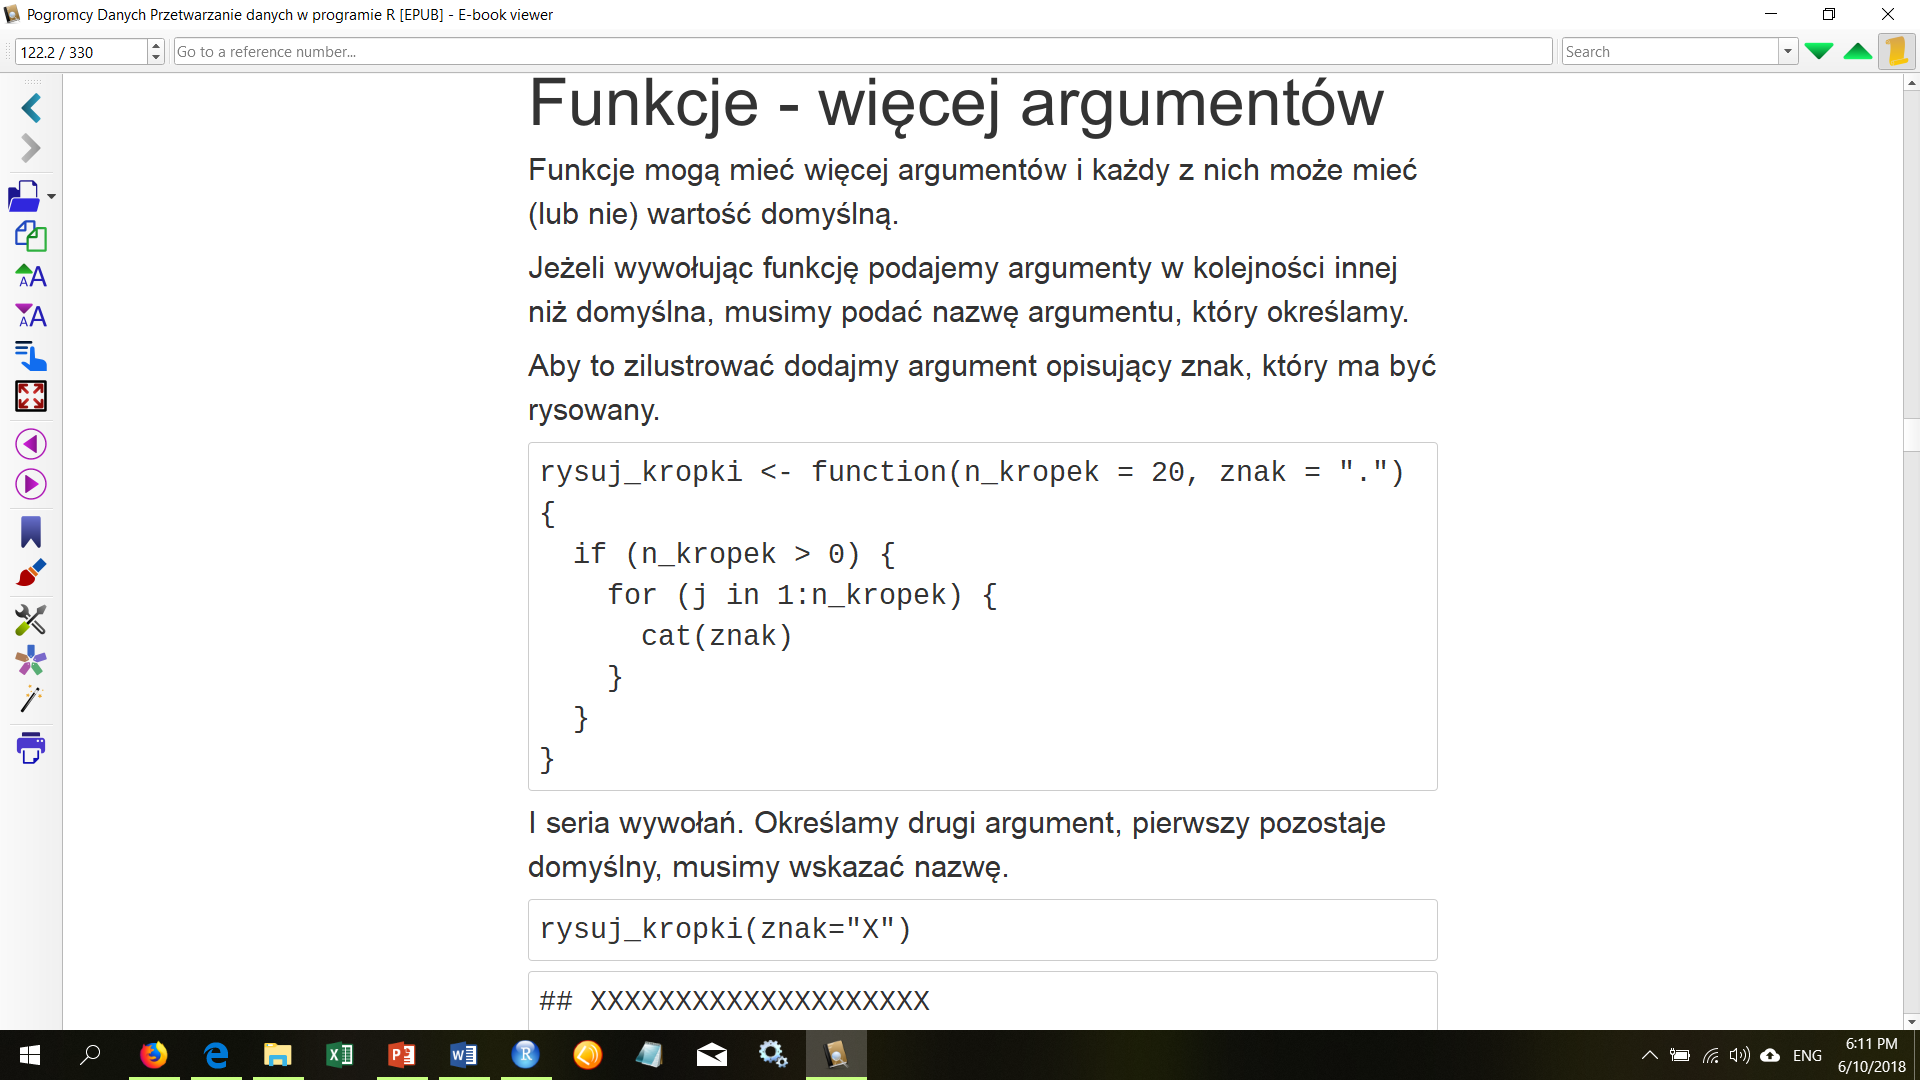 Pogromcy Danych Przetwarzanie danych w programie R [EPUB] - E-book viewer
122.2 / 330
Go to a reference number...
Search
Funkcje - więcej argumentów
Funkcje mogą mieć więcej argumentów i każdy z nich może mieć
(lub nie) wartość domyślną.
Jeżeli wywołując funkcję podajemy argumenty w kolejności innej
niż domyślna, musimy podać nazwę argumentu, który określamy.
Aby to zilustrować dodajmy argument opisujący znak, który ma być
rysowany.
rysuj_kropki <- function(n_kropek = 20, znak = ".")
{
  if (n_kropek > 0) {
    for (j in 1:n_kropek) {
      cat(znak)
    }
  }
}
I seria wywołań. Określamy drugi argument, pierwszy pozostaje
domyślny, musimy wskazać nazwę.
rysuj_kropki(znak="X")
## XXXXXXXXXXXXXXXXXXXX
ENG
6:11 PM
6/10/2018